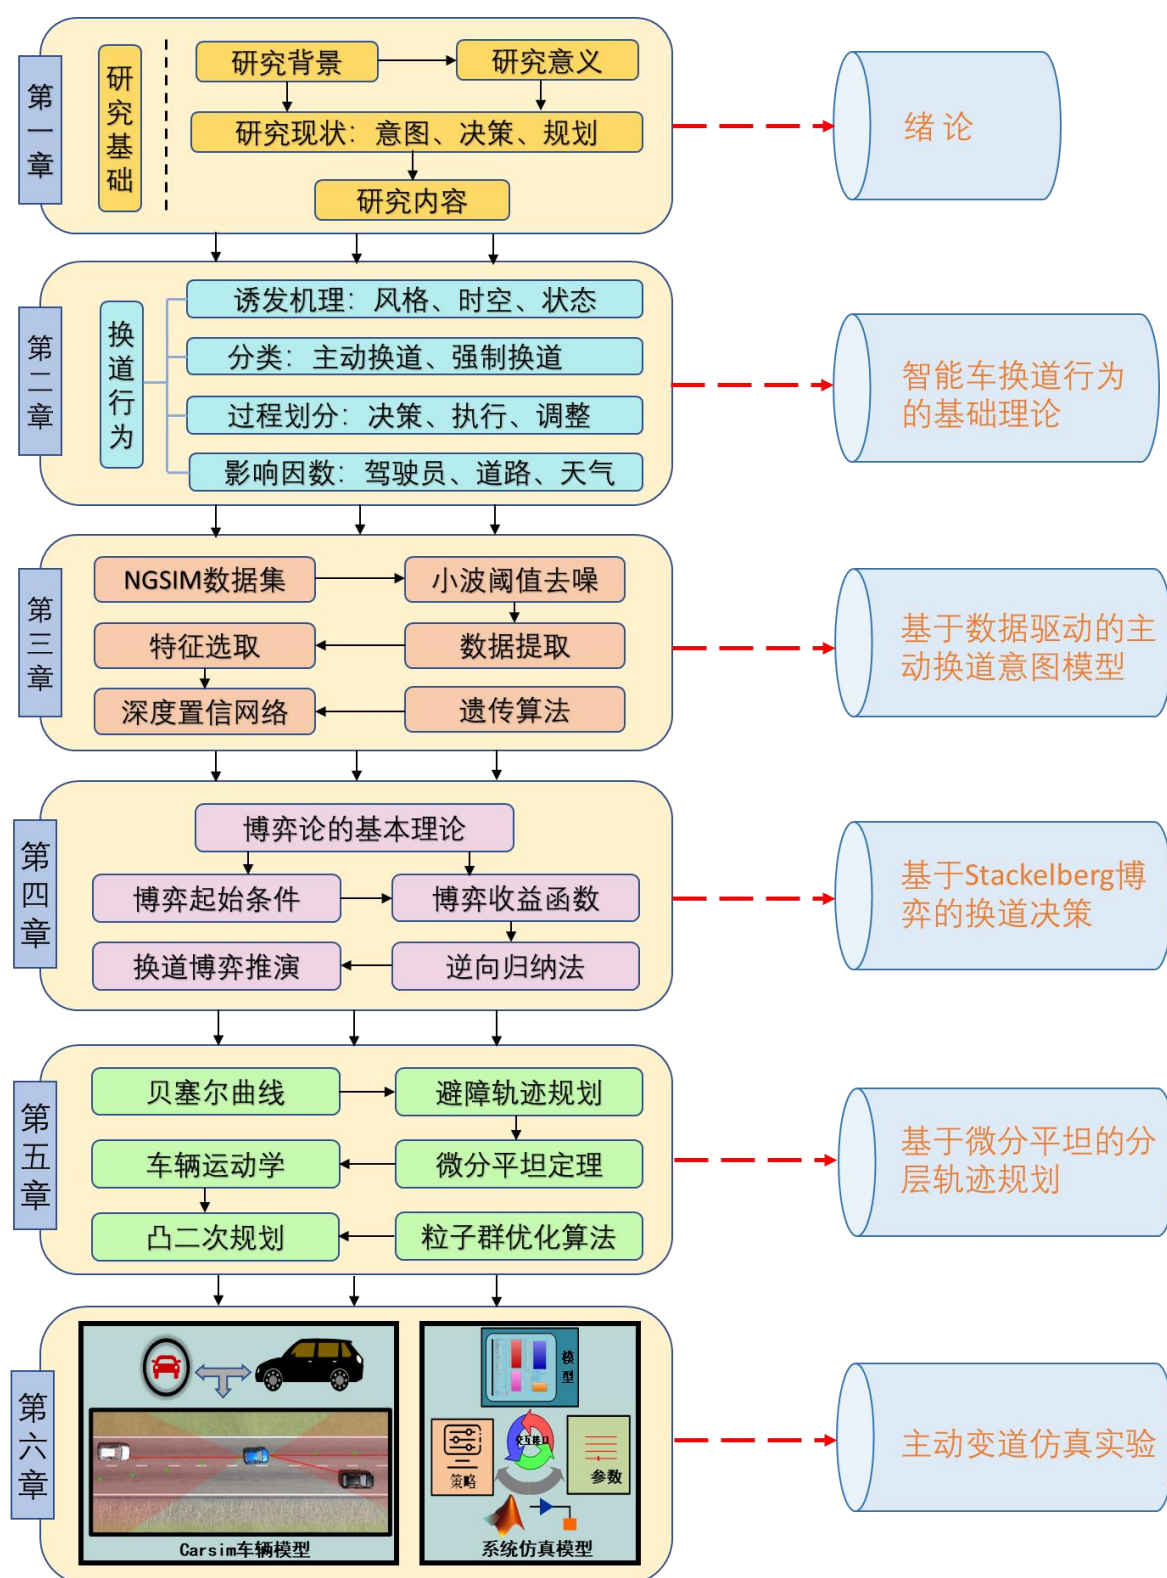 第一章
研究基础
研究背景
研究意义
研究现状：意图、决策、规划
研究内容
绪 论
第二章
换道行为
诱发机理：风格、时空、状态
分类：主动换道、强制换道
过程划分：决策、执行、调整
影响因数：驾驶员、道路、天气
智能车换道行为
的基础理论
第三章
NGSIM数据集
小波阈值去噪
特征选取
数据提取
深度置信网络
遗传算法
基于数据驱动的主
动换道意图模型
第四章
博弈论的基本理论
博弈起始条件
博弈收益函数
换道博弈推演
逆向归纳法
基于Stackelberg博
弈的换道决策
第五章
贝塞尔曲线
避障轨迹规划
车辆运动学
微分平坦定理
凸二次规划
粒子群优化算法
基于微分平坦的分
层轨迹规划
第六章
Carsim车辆模型
模型
交互接口
策略
参数
系统仿真模型
主动变道仿真实验